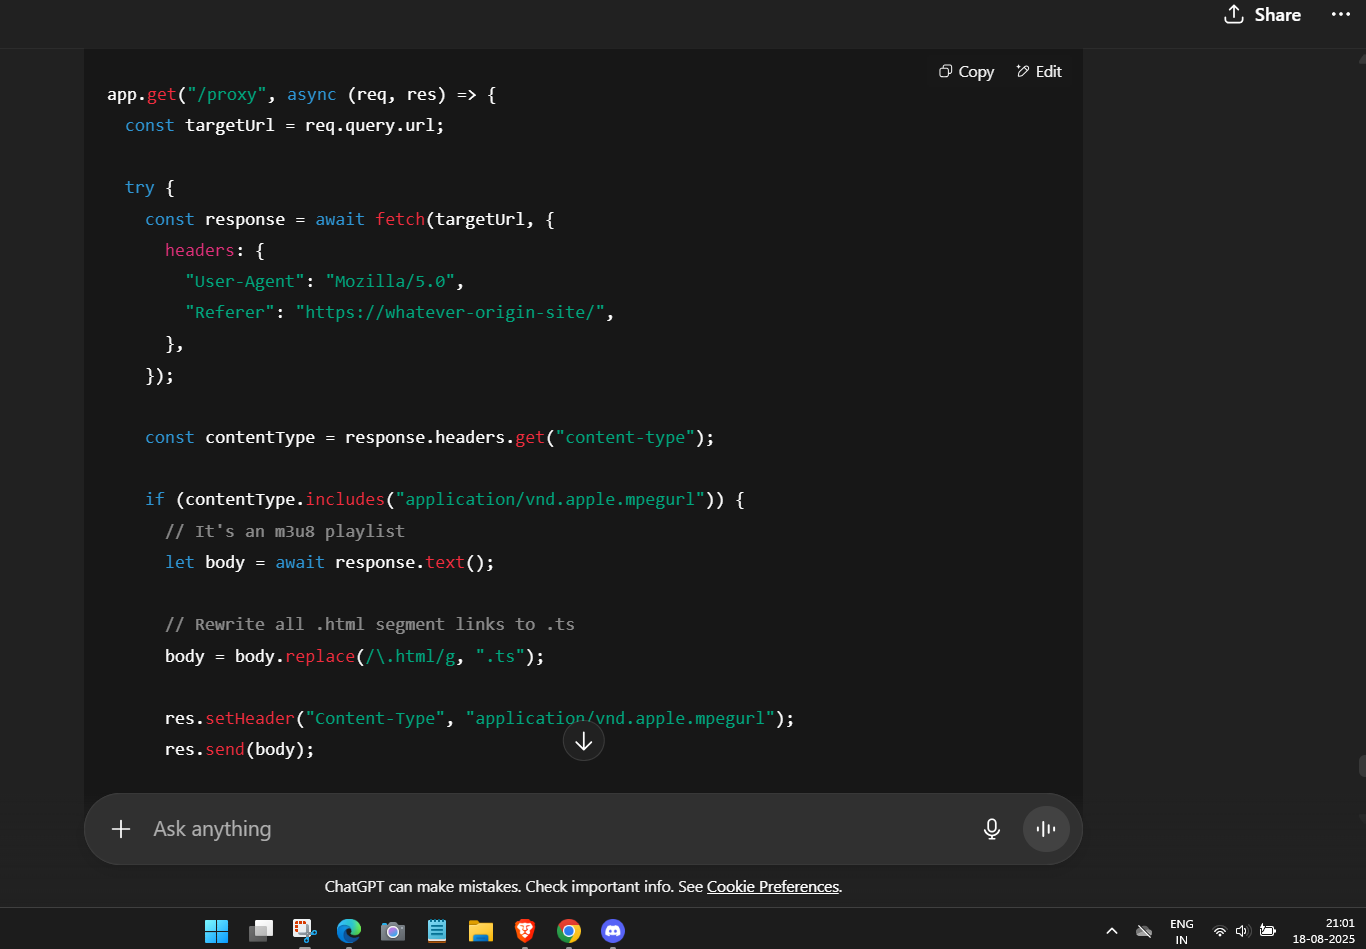 Share
Copy Edit
app.get("/proxy", async (req, res) => {
const targetUrl = req.query.url;
try {
const response = await fetch(targetUrl, {
headers: {
"User-Agent": "Mozilla/5.0",
"Referer": "https://whatever-origin-site/",
},
});
const contentType = response.headers.get("content-type");
if (contentType.includes("application/vnd.apple.mpegurl")) {
// It's an m3u8 playlist
let body = await response.text();
// Rewrite all .html segment links to .ts
body = body.replace(/\.html/g, ".ts");
res.setHeader("Content-Type", "application/vnd.apple.mpegurl");
res.send(body);
Ask anything
ChatGPT can make mistakes. Check important info. See Cookie Preferences.
ENG
IN
21:01
18-08-2025